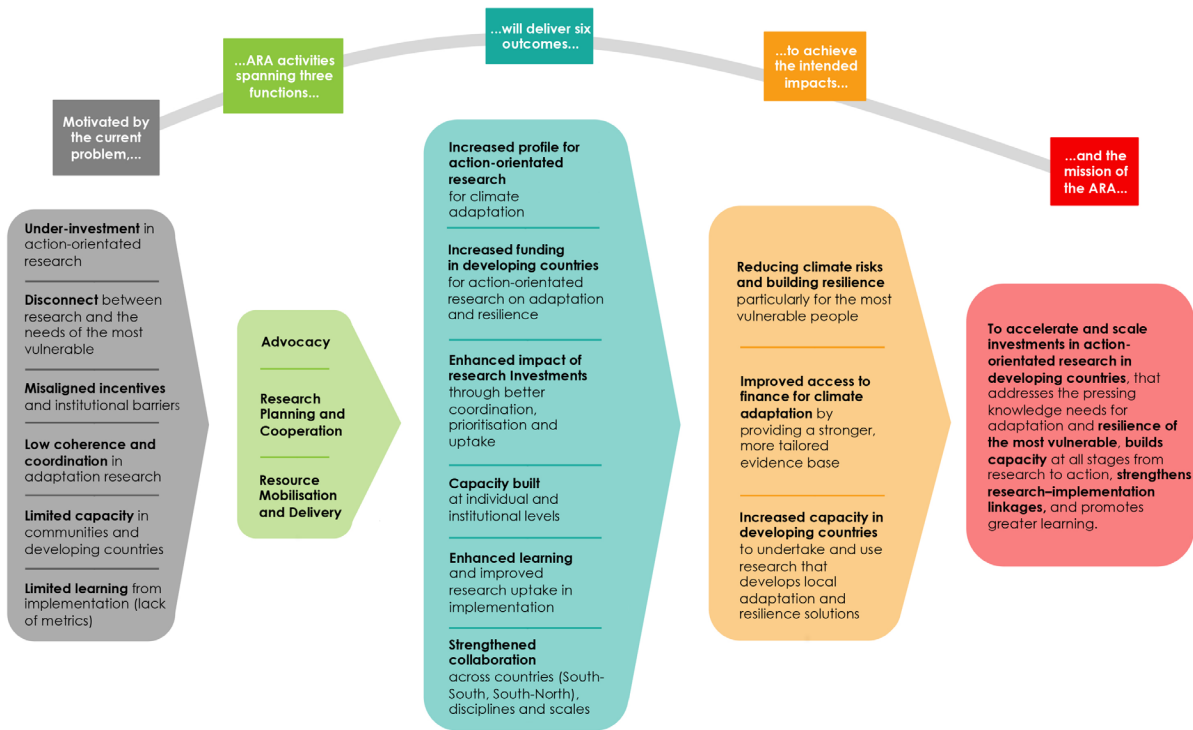 Motivated by
the current
problem,...
...ARA activities
spanning three
functions...
...will deliver six
outcomes...
...to achieve
the intended
impacts...
...and the
mission of
the ARA...
Under-investment in
action-orientated
research
Disconnect between
research and the
needs of the most
vulnerable
Misaligned incentives
and institutional barriers
Low coherence and
coordination in
adaptation research
Limited capacity in
communities and
developing countries
Limited learning from
implementation (lack
of metrics)
Advocacy
Research
Planning and
Cooperation
Resource
Mobilisation
and Delivery
Increased profile for
action-orientated
research
for climate
adaptation
Increased funding
in developing countries
for action-orientated
research on adaptation
and resilience
Enhanced impact of
research Investments
through better
coordination,
prioritisation and
uptake
Capacity built
at individual and
institutional levels
Enhanced learning
and improved
research uptake in
implementation
Strengthened
collaboration
across countries (South-
South, South-North),
disciplines and scales
Reducing climate risks
and building resilience
particularly for the most
vulnerable people
Improved access to
finance for climate
adaptation by
providing a stronger,
more tailored
evidence base
Increased capacity in
developing countries
to undertake and use
research that
develops local
adaptation and
resilience solutions
To accelerate and scale
investments in action-
orientated research in
developing countries, that
addresses the pressing
knowledge needs for
adaptation and resilience of
the most vulnerable, builds
capacity at all stages from
research to action, strengthens
research–implementation
linkages, and promotes
greater learning.